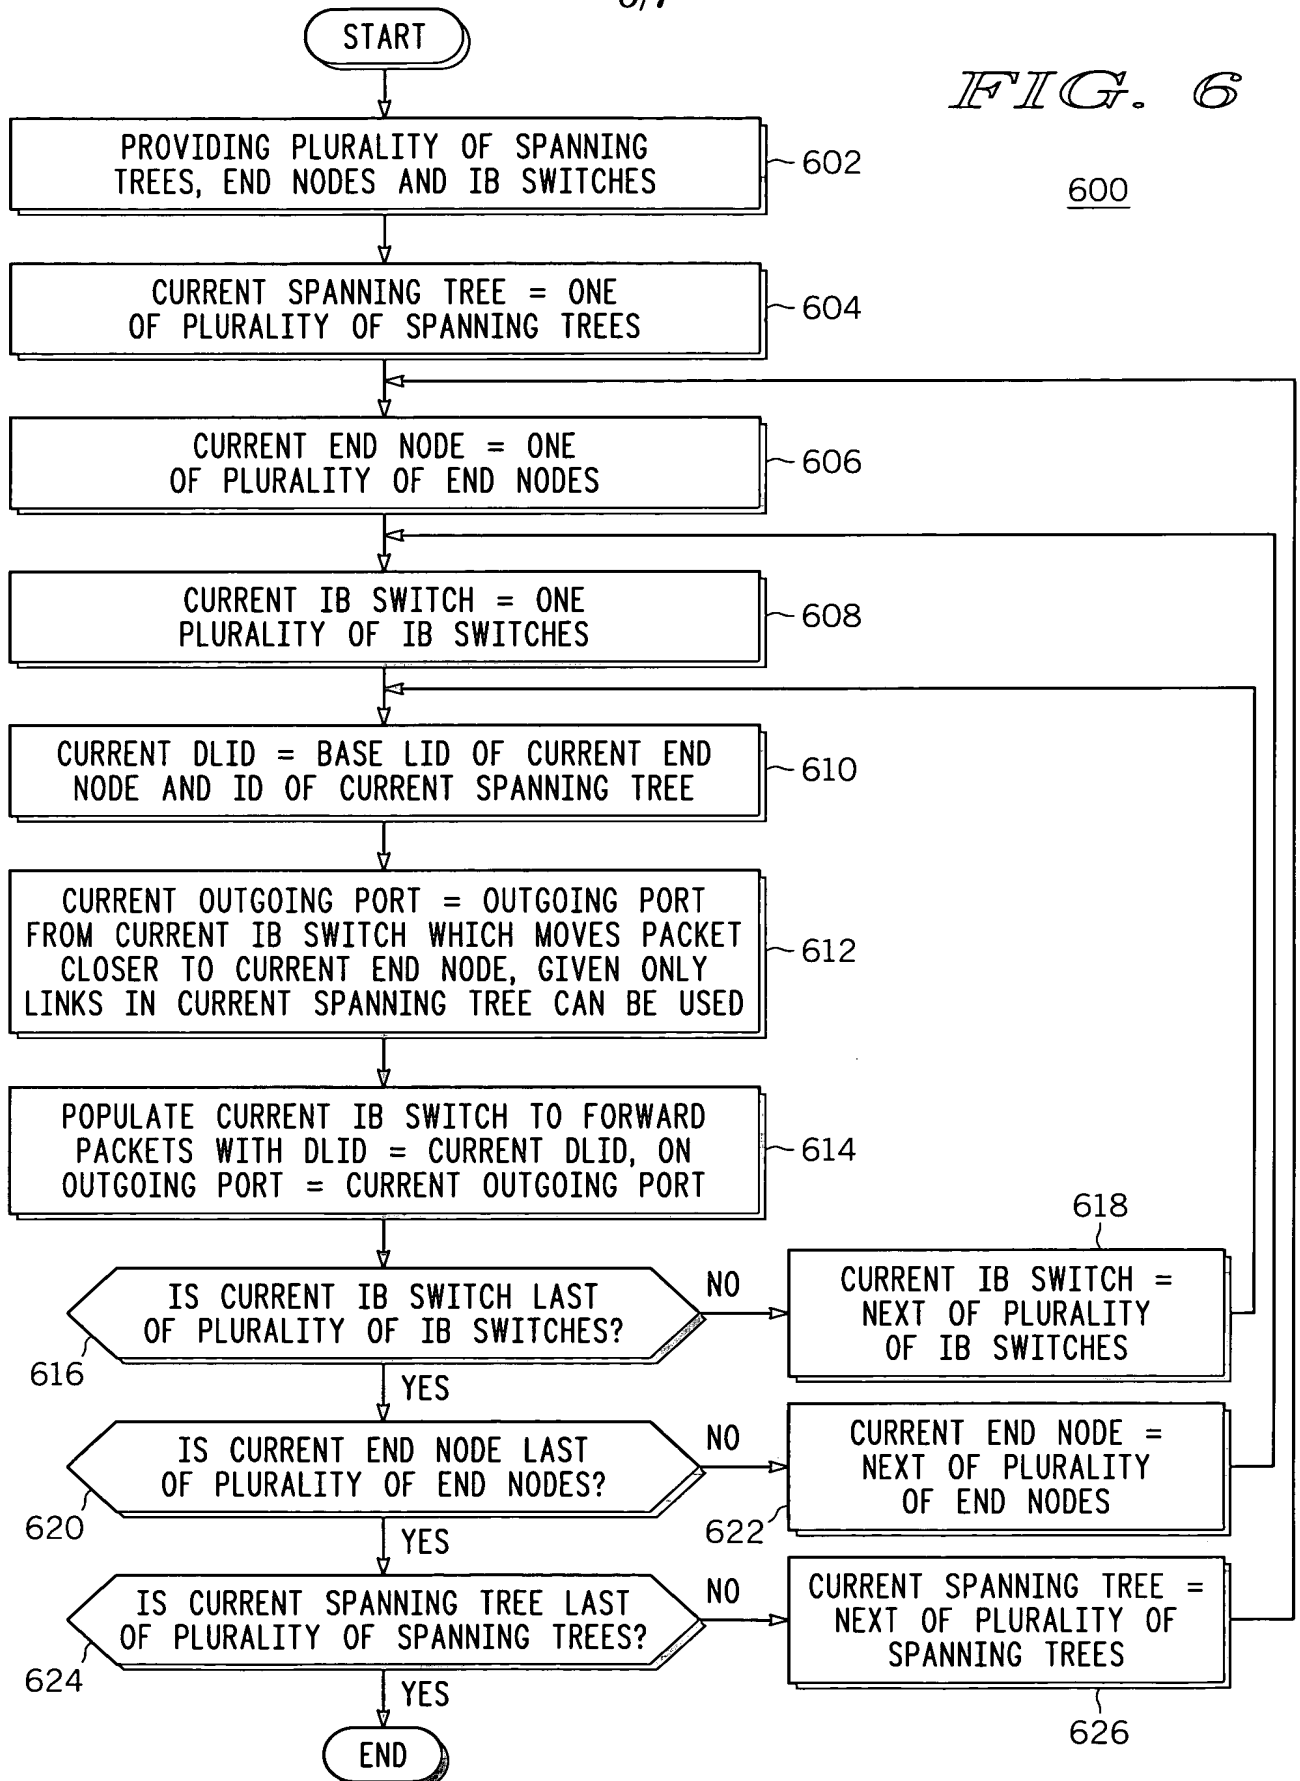 START
FIG. 6
600
PROVIDING PLURALITY OF SPANNING
TREES, END NODES AND IB SWITCHES
602
CURRENT SPANNING TREE = ONE
OF PLURALITY OF SPANNING TREES
604
CURRENT END NODE = ONE
OF PLURALITY OF END NODES
606
CURRENT IB SWITCH = ONE
PLURALITY OF IB SWITCHES
608
CURRENT DLID = BASE LID OF CURRENT END
NODE AND ID OF CURRENT SPANNING TREE
610
CURRENT OUTGOING PORT = OUTGOING PORT
FROM CURRENT IB SWITCH WHICH MOVES PACKET
CLOSER TO CURRENT END NODE, GIVEN ONLY
LINKS IN CURRENT SPANNING TREE CAN BE USED
612
POPULATE CURRENT IB SWITCH TO FORWARD
PACKETS WITH DLID = CURRENT DLID, ON
OUTGOING PORT = CURRENT OUTGOING PORT
614
IS CURRENT IB SWITCH LAST
OF PLURALITY OF IB SWITCHES?
616
NO
YES
618
CURRENT IB SWITCH =
NEXT OF PLURALITY
OF IB SWITCHES
IS CURRENT END NODE LAST
OF PLURALITY OF END NODES?
620
NO
YES
CURRENT END NODE =
NEXT OF PLURALITY
OF END NODES
622
IS CURRENT SPANNING TREE LAST
OF PLURALITY OF SPANNING TREES?
624
NO
YES
CURRENT SPANNING TREE =
NEXT OF PLURALITY OF
SPANNING TREES
626
END